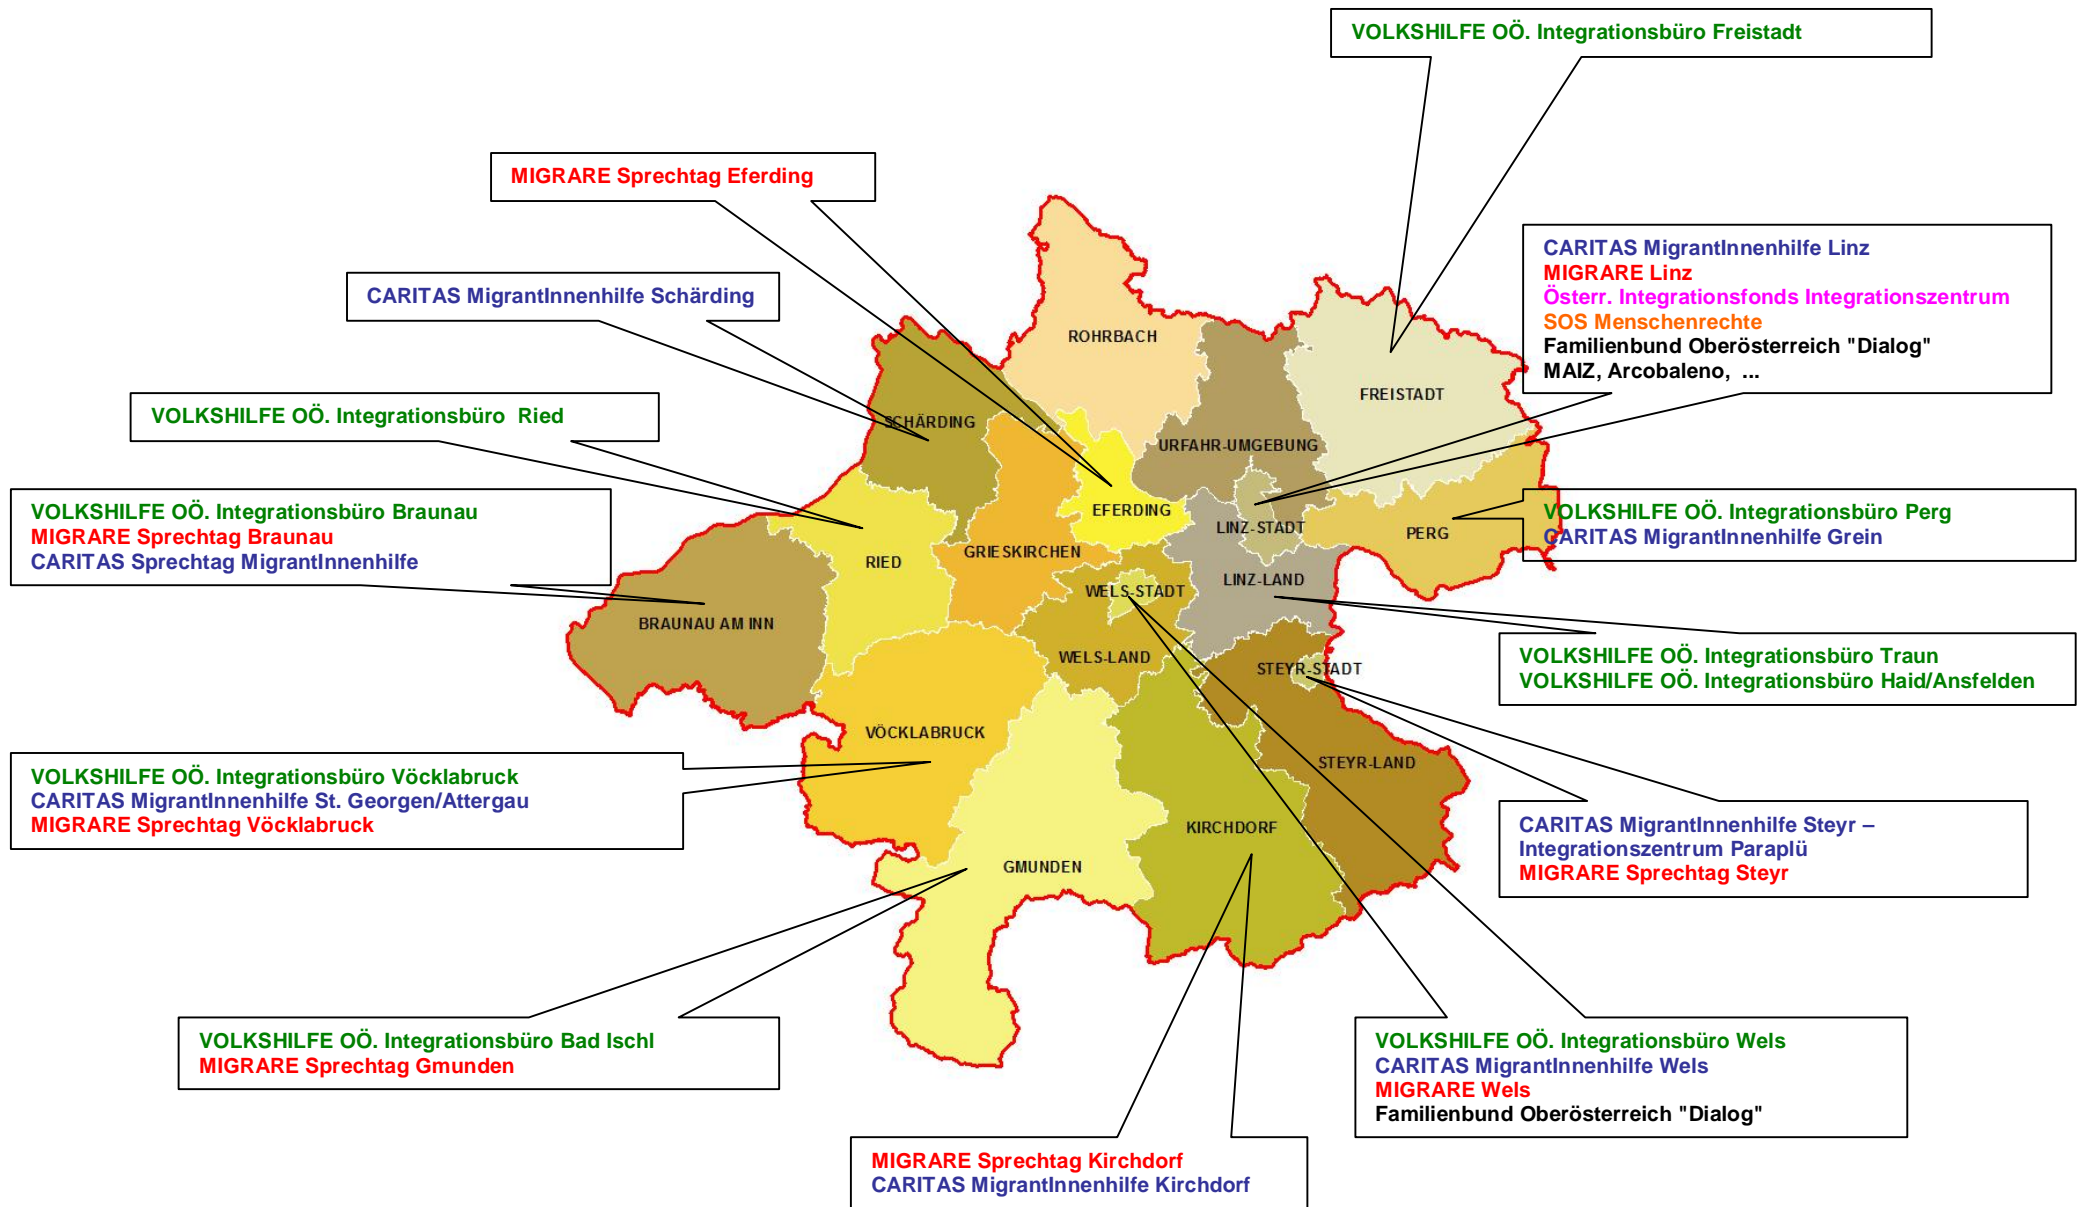 VOLKSHILFE OÖ. Integrationsbüro Freistadt
MIGRARE Sprechtag Eferding
CARITAS MigrantInnenhilfe Linz
MIGRARE Linz
Österr. Integrationsfonds Integrationszentrum
SOS Menschenrechte
Familienbund Oberösterreich "Dialog"
MAIZ, Arcobaleno, ...
CARITAS MigrantInnenhilfe Schärding
VOLKSHILFE OÖ. Integrationsbüro Ried
VOLKSHILFE OÖ. Integrationsbüro Braunau
MIGRARE Sprechtag Braunau
CARITAS Sprechtag MigrantInnenhilfe
ROHRBACH
FREISTADT
SCHÄRDING
URFAHR-UMGEBUNG
EFERDING
LINZ-STADT
PERG
GRIESKIRCHEN
RIED
LINZ-LAND
WELS-STADT
BRAUNAU AM INN
WELS-LAND
STEYR-STADT
VÖCKLABRUCK
STEYR-LAND
KIRCHDORF
GMUNDEN
VOLKSHILFE OÖ. Integrationsbüro Perg
CARITAS MigrantInnenhilfe Grein
VOLKSHILFE OÖ. Integrationsbüro Traun
VOLKSHILFE OÖ. Integrationsbüro Haid/Ansfelden
VOLKSHILFE OÖ. Integrationsbüro Vöcklabruck
CARITAS MigrantInnenhilfe St. Georgen/Attergau
MIGRARE Sprechtag Vöcklabruck
CARITAS MigrantInnenhilfe Steyr –
Integrationszentrum Paraplü
MIGRARE Sprechtag Steyr
VOLKSHILFE OÖ. Integrationsbüro Bad Ischl
MIGRARE Sprechtag Gmunden
VOLKSHILFE OÖ. Integrationsbüro Wels
CARITAS MigrantInnenhilfe Wels
MIGRARE Wels
Familienbund Oberösterreich "Dialog"
MIGRARE Sprechtag Kirchdorf
CARITAS MigrantInnenhilfe Kirchdorf